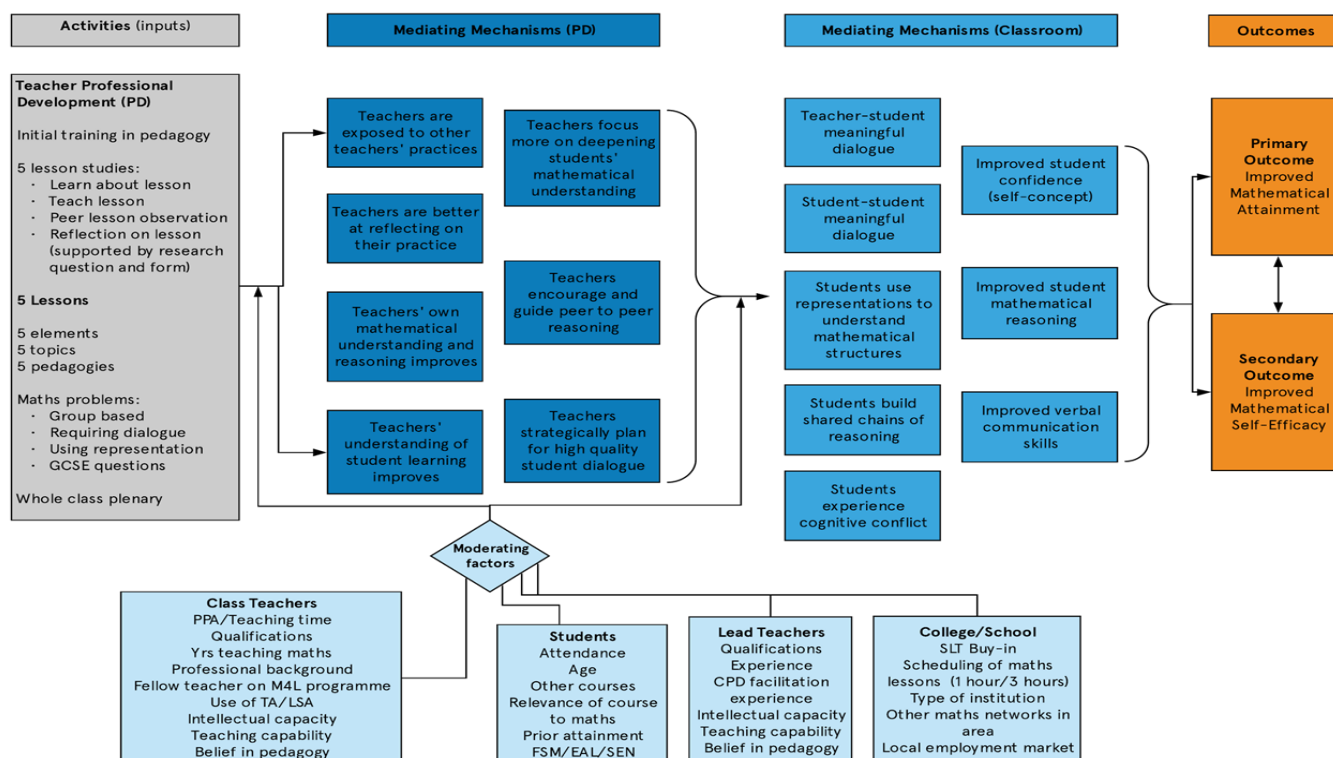 Activities (inputs)
Mediating Mechanisms (PD)
Mediating Mechanisms (Classroom)
Outcomes
Teacher Professional
Development (PD)
Initial training in pedagogy
5 lesson studies:
· Learn about lesson
· Teach lesson
· Peer lesson observation
· Reflection on lesson
(supported by research
question and form)
5 Lessons
5 elements
5 topics
5 pedagogies
Maths problems:
· Group based
· Requiring dialogue
· Using representation
· GCSE questions
Whole class plenary
Teachers are
exposed to other
teachers' practices
Teachers are better
at reflecting on
their practice
Teachers' own
mathematical
understanding and
reasoning improves
Teachers'
understanding of
student learning
improves
Teachers focus
more on deepening
students'
mathematical
understanding
Teachers
encourage and
guide peer to peer
reasoning
Teachers
strategically plan
for high quality
student dialogue
Teacher-student
meaningful
dialogue
Student-student
meaningful
dialogue
Students use
representations to
understand
mathematical
structures
Students build
shared chains of
reasoning
Students
experience
cognitive conflict
Improved student
confidence
(self-concept)
Improved student
mathematical
reasoning
Improved verbal
communication
skills
Primary
Outcome
Improved
Mathematical
Attainment
Secondary
Outcome
Improved
Mathematical
Self-Efficacy
Moderating
factors
Class Teachers
PPA/Teaching time
Qualifications
Yrs teaching maths
Professional background
Fellow teacher on M4L programme
Use of TA/LSA
Intellectual capacity
Teaching capability
Belief in pedagogy
Students
Attendance
Age
Other courses
Relevance of course
to maths
Prior attainment
FSM/EAL/SEN
Lead Teachers
Qualifications
Experience
CPD facilitation
experience
Intellectual capacity
Teaching capability
Belief in pedagogy
College/School
SLT Buy-in
Scheduling of maths
lessons (1 hour/3 hours)
Type of institution
Other maths networks in
area
Local employment market